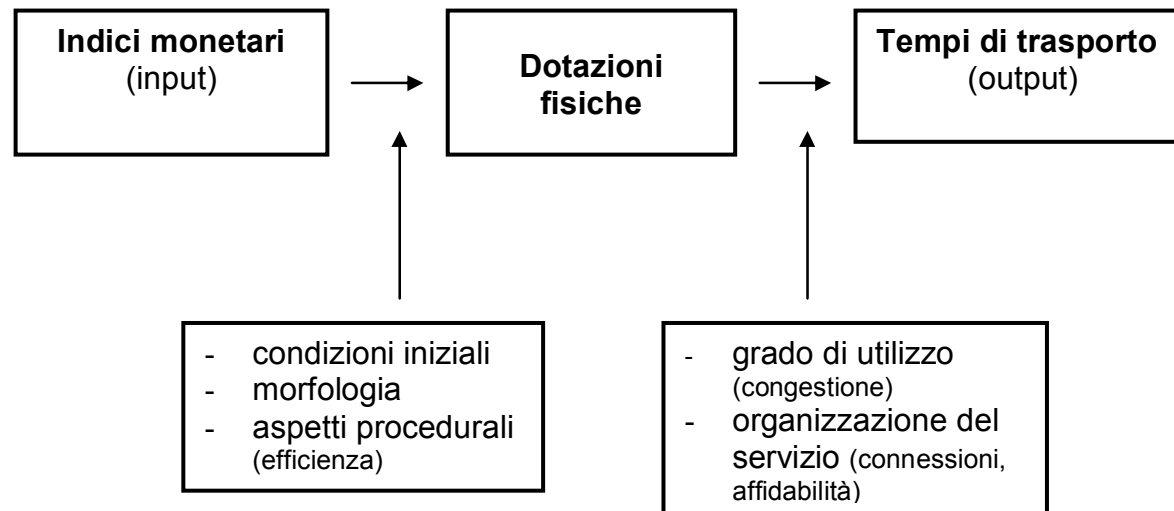 Indici monetari
(input)
Dotazioni
fisiche
Tempi di trasporto
(output)
- condizioni iniziali
- morfologia
- aspetti procedurali
(efficienza)
- grado di utilizzo
(congestione)
- organizzazione del
servizio (connessioni,
affidabilità)